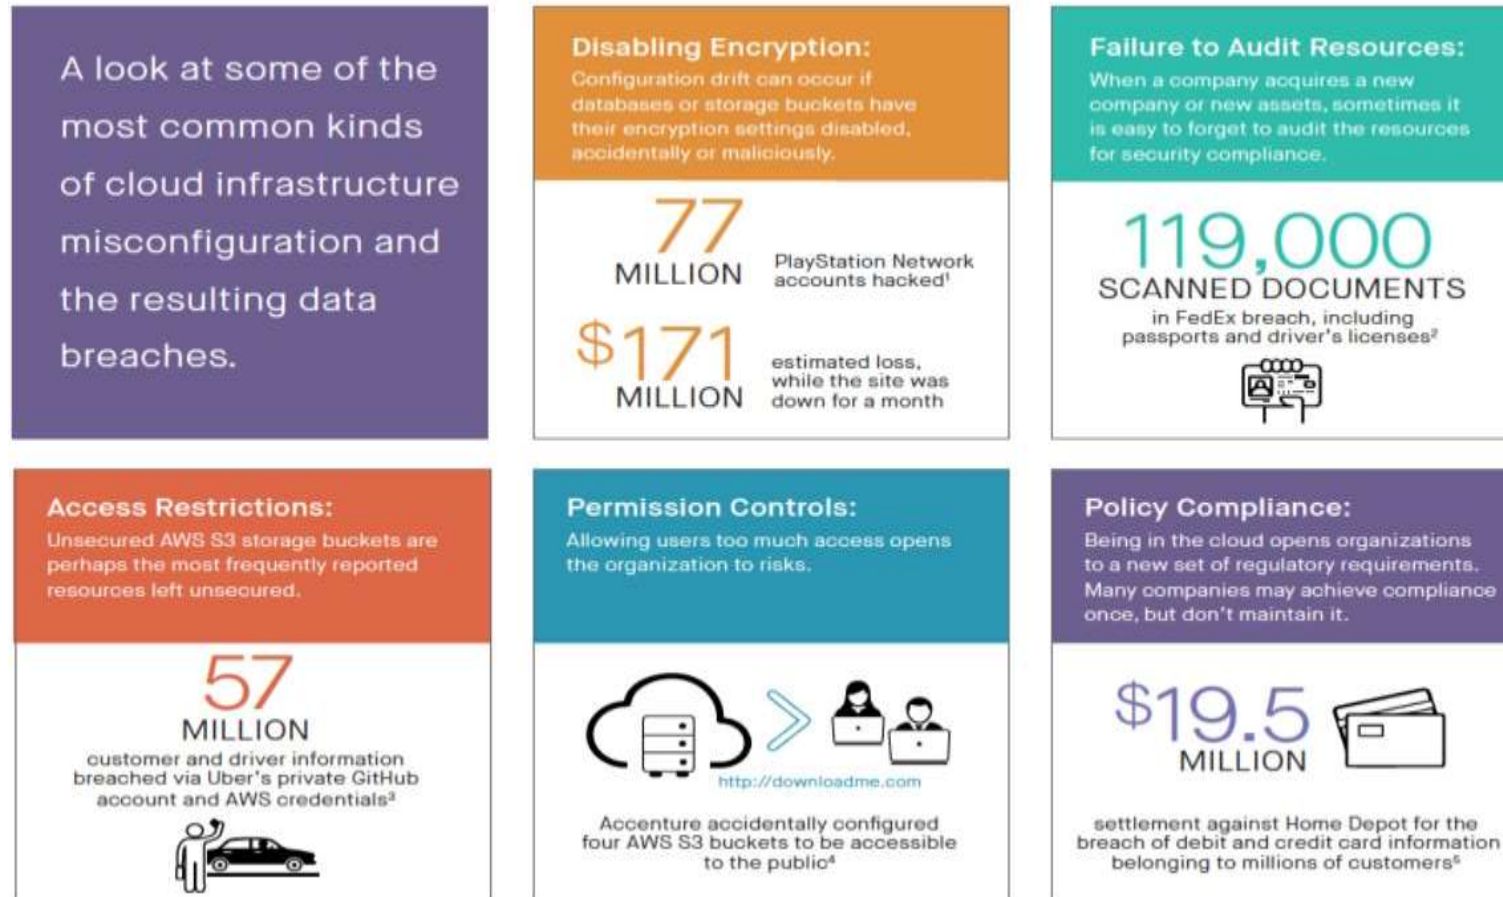 A look at some of the
most common kinds
of cloud infrastructure
misconfiguration and
the resulting data
breaches.
Disabling Encryption:
Configuration drift can occur if
databases or storage buckets have
their encryption settings disabled,
accidentally or maliciously.
77
MILLION
PlayStation Network
accounts hacked¹
$171
MILLION
estimated loss,
while the site was
down for a month
Failure to Audit Resources:
When a company acquires a new
company or new assets, sometimes it
is easy to forget to audit the resources
for security compliance.
119,000
SCANNED DOCUMENTS
in FedEx breach, including
passports and driver's licenses²
Access Restrictions:
Unsecured AWS S3 storage buckets are
perhaps the most frequently reported
resources left unsecured.
57
MILLION
customer and driver information
breached via Uber's private GitHub
account and AWS credentials³
Permission Controls:
Allowing users too much access opens
the organization to risks.
http://downloadme.com
Accenture accidentally configured
four AWS S3 buckets to be accessible
to the public⁴
Policy Compliance:
Being in the cloud opens organizations
to a new set of regulatory requirements.
Many companies may achieve compliance
once, but don't maintain it.
$19.5
MILLION
settlement against Home Depot for the
breach of debit and credit card information
belonging to millions of customers⁵